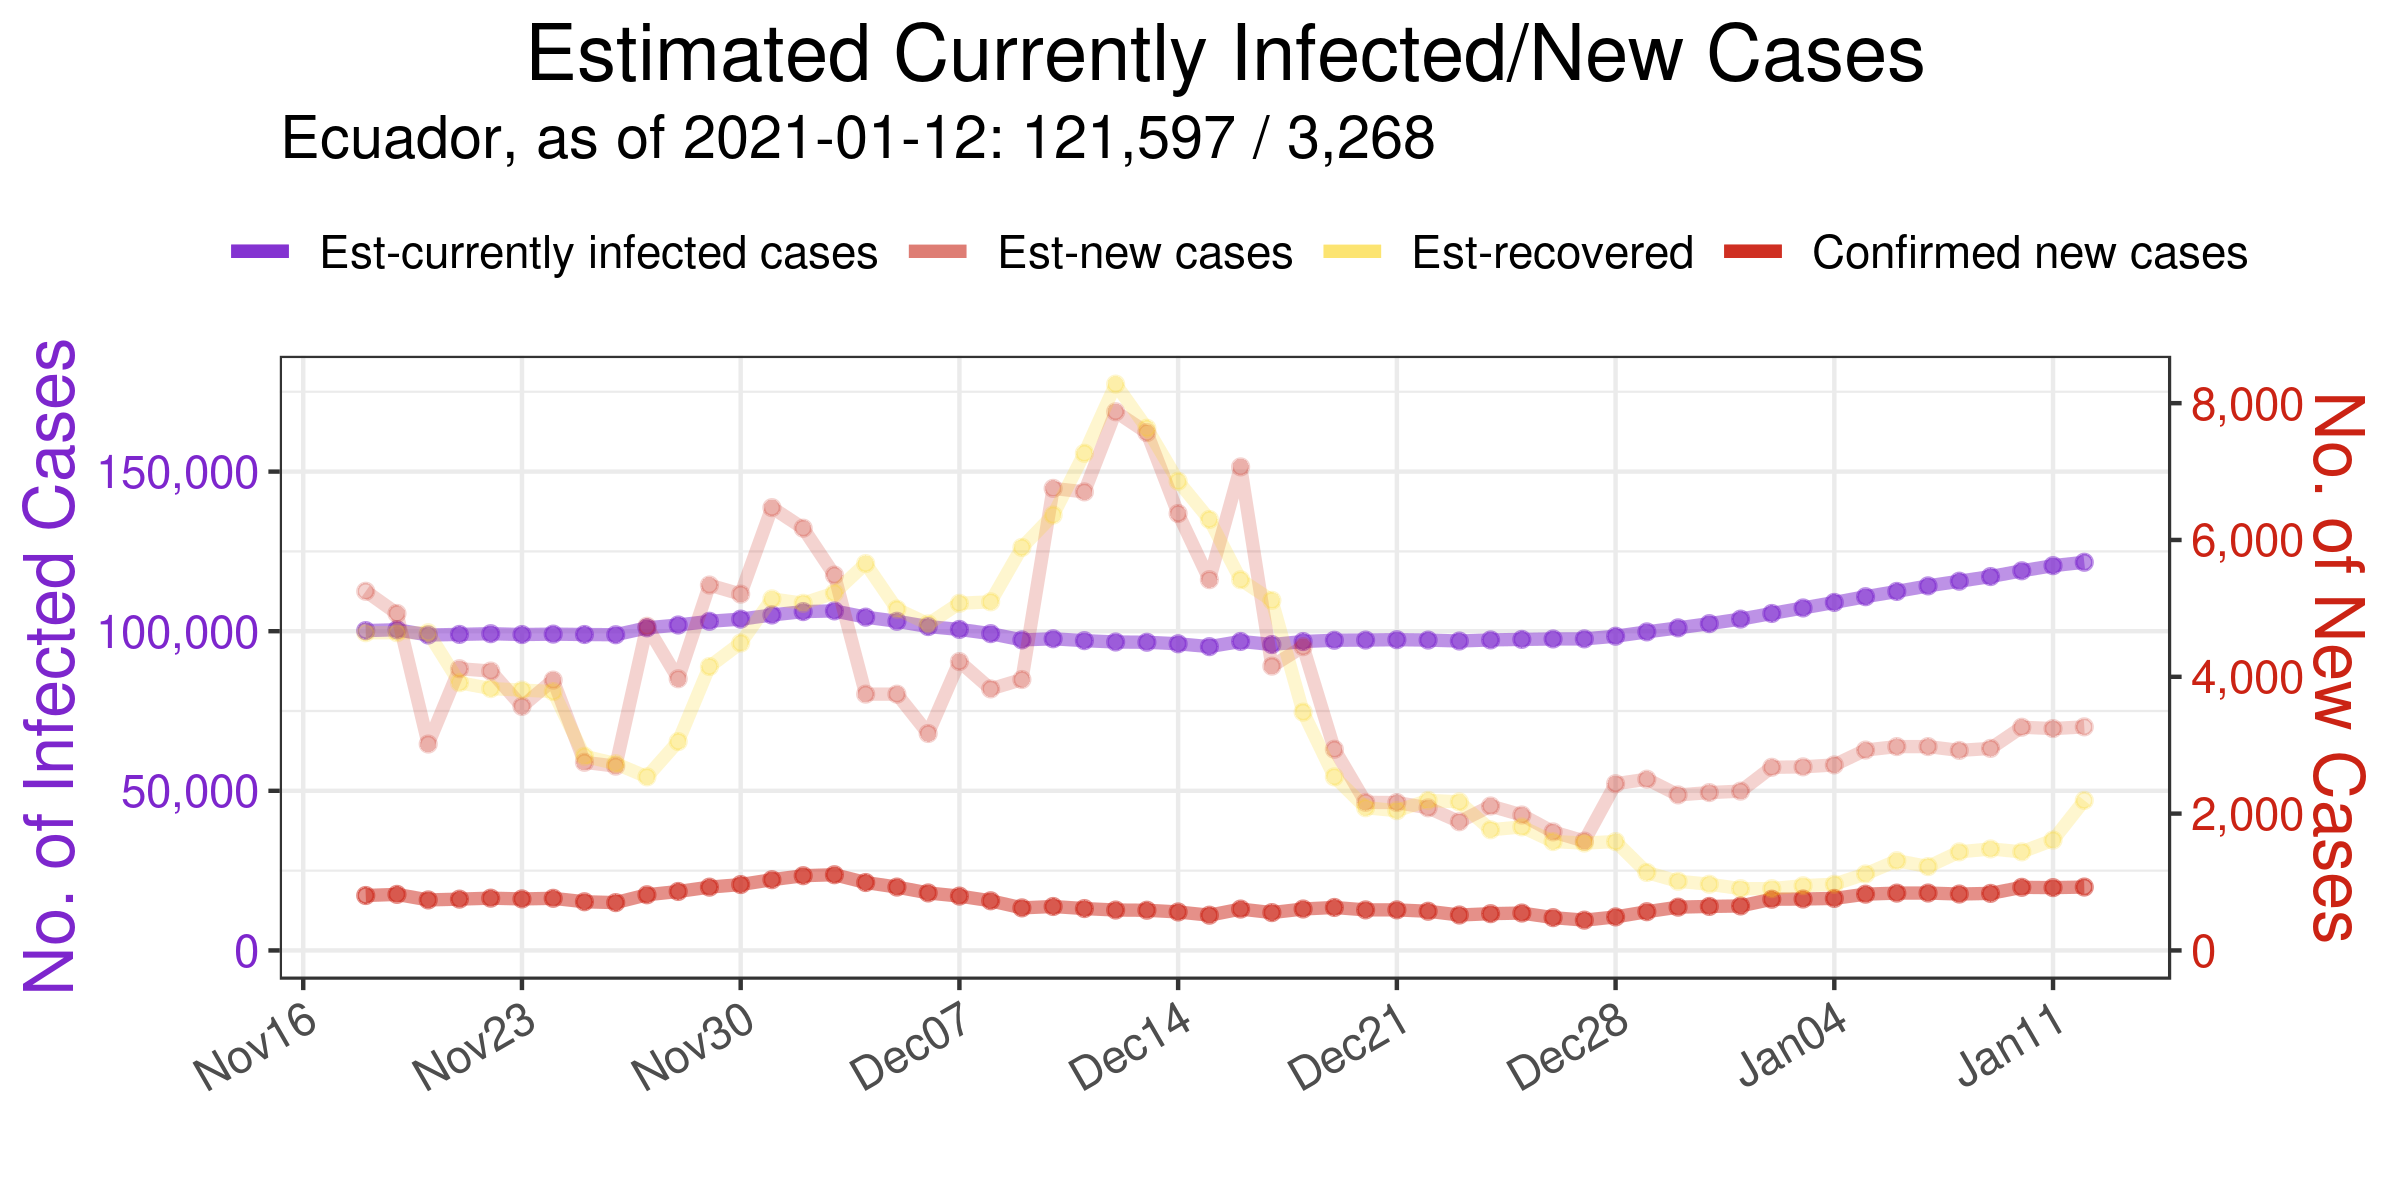 Estimated Currently Infected/New Cases
Ecuador, as of 2021-01-12: 121,597 / 3,268
Est-currently infected cases Est-new cases Est-recovered Confirmed new cases
No. of Infected Cases
150,000
100,000
50,000
0
8,000
6,000
4,000
2,000
0
No. of New Cases
Nov16 Nov23 Nov30 Dec07 Dec14 Dec21 Dec28 Jan04 Jan11